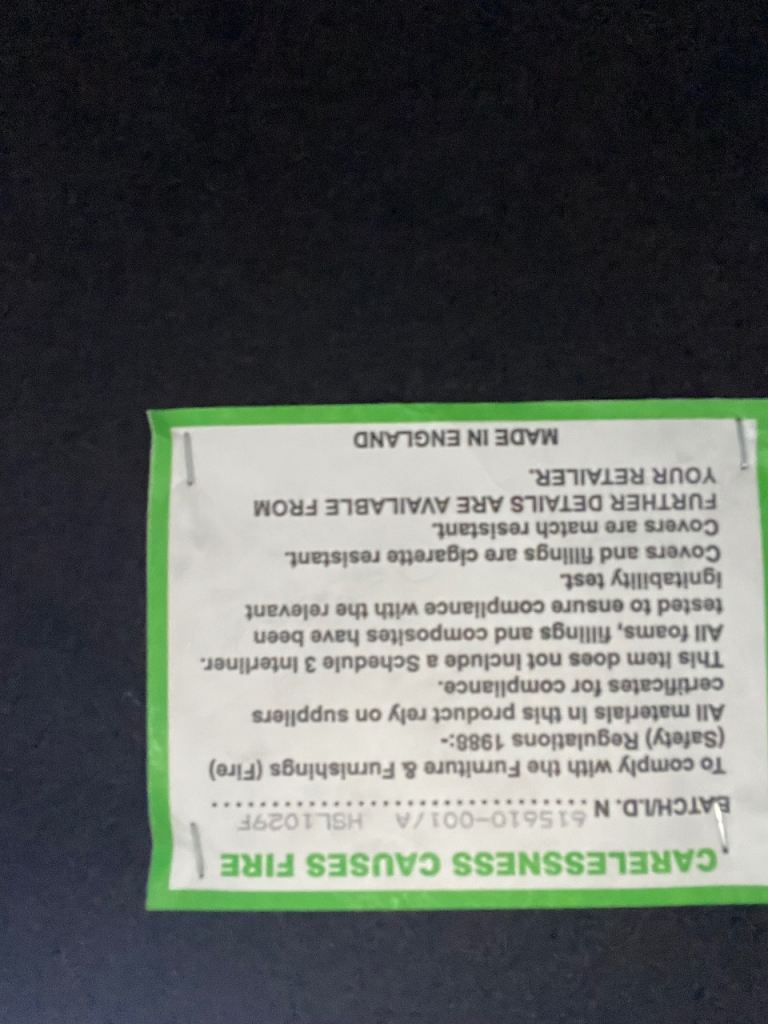 CARELESSNESS CAUSES FIRE
615610-001/A HSL1029F
BATCH/I.D. N ................................
To comply with the Furniture & Furnishings (Fire)
(Safety) Regulations 1988:-
All materials in this product rely on suppliers
certificates for compliance.
This item does not include a Schedule 3 Interliner.
All foams, fillings and composites have been
tested to ensure compliance with the relevant
ignitability test.
Covers and fillings are cigarette resistant.
Covers are match resistant.
FURTHER DETAILS ARE AVAILABLE FROM
YOUR RETAILER.
MADE IN ENGLAND